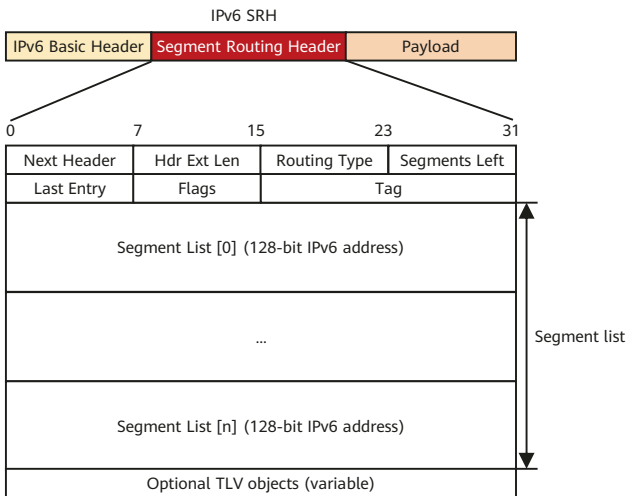 IPv6 SRH
IPv6 Basic Header Segment Routing Header Payload
0 7 15 23 31
Next Header Hdr Ext Len Routing Type Segments Left
Last Entry Flags Tag
Segment List [0] (128-bit IPv6 address)
...
Segment list
Segment List [n] (128-bit IPv6 address)
Optional TLV objects (variable)